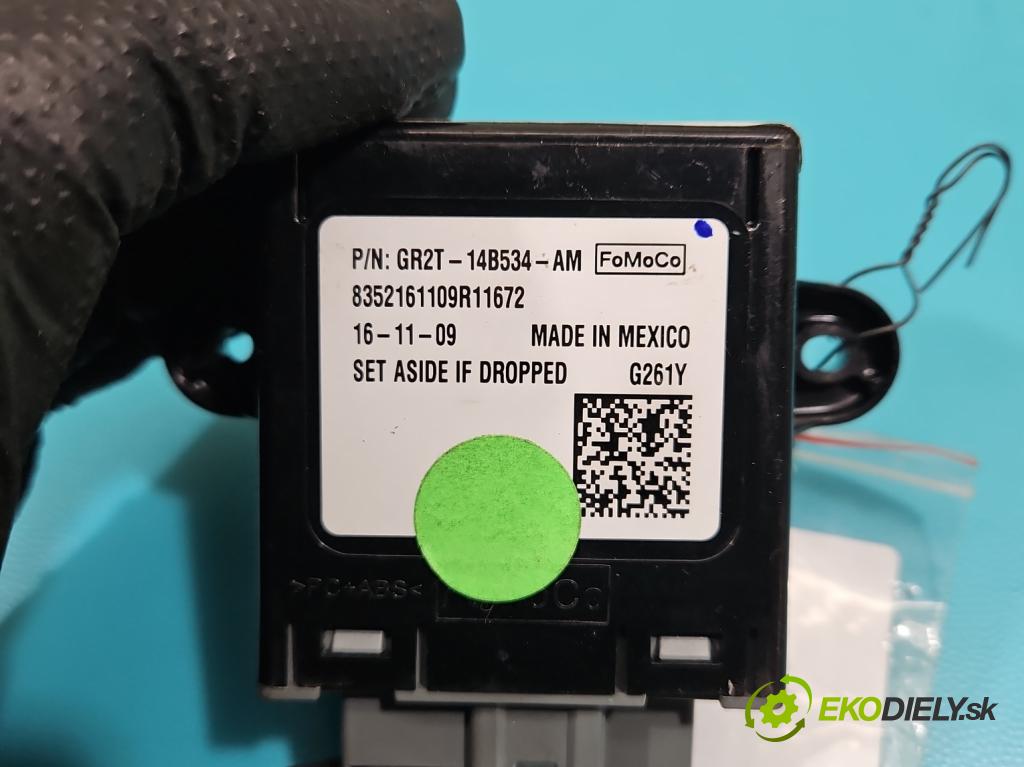 P/N: GR2T-14B534-AM FoMoCo
8352161109R11672
16-11-09 MADE IN MEXICO
SET ASIDE IF DROPPED G261Y
>PC+ABS<
EKODIELY.sk